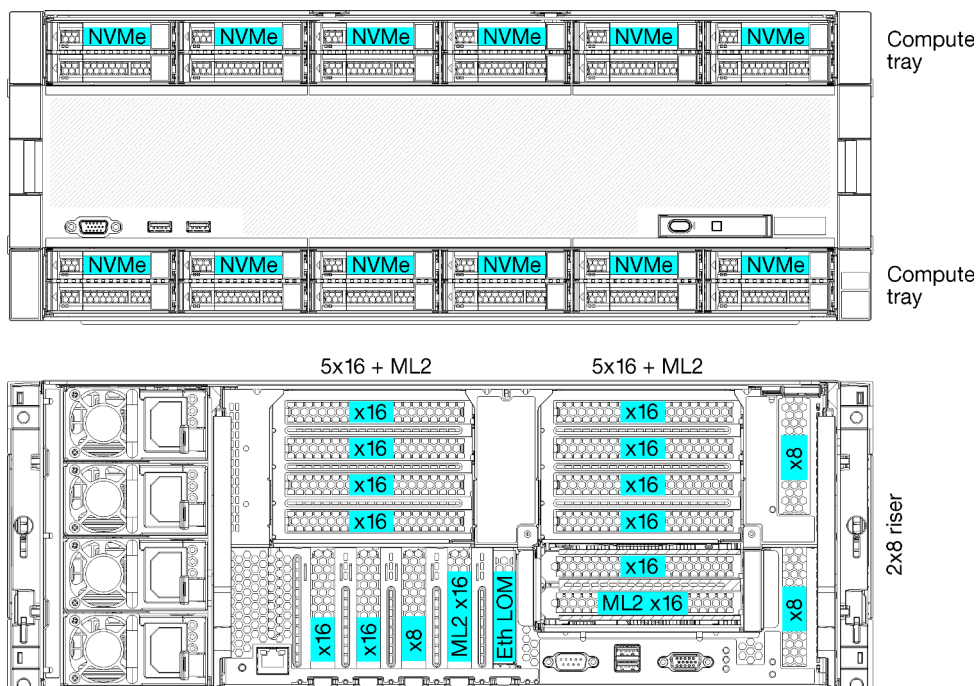 NVMe NVMe NVMe NVMe NVMe NVMe
Compute
tray
NVMe NVMe NVMe NVMe NVMe NVMe
Compute
tray
5x16 + ML2
5x16 + ML2
x16
x16
x16
x16
x16
x16
x16
x16
x8
x16
ML2 x16
x8
2x8 riser
x16
x16
x8
ML2 x16
Eth LOM